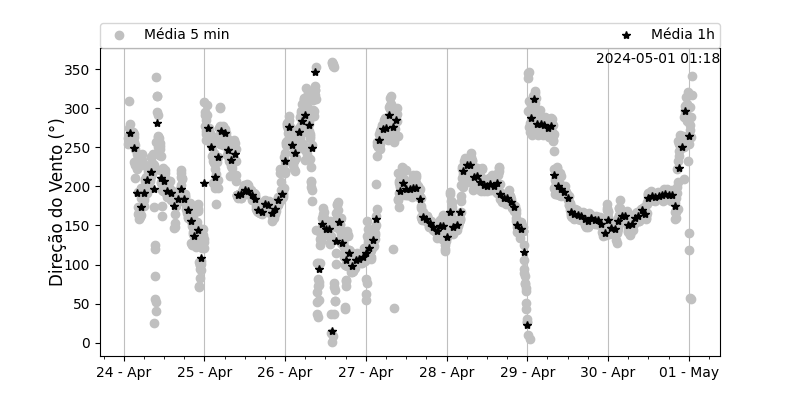 Média 5 min
Média 1h
2024-05-01 01:18
Direção do Vento (°)
350
300
250
200
150
100
50
0
24 - Apr
25 - Apr
26 - Apr
27 - Apr
28 - Apr
29 - Apr
30 - Apr
01 - May